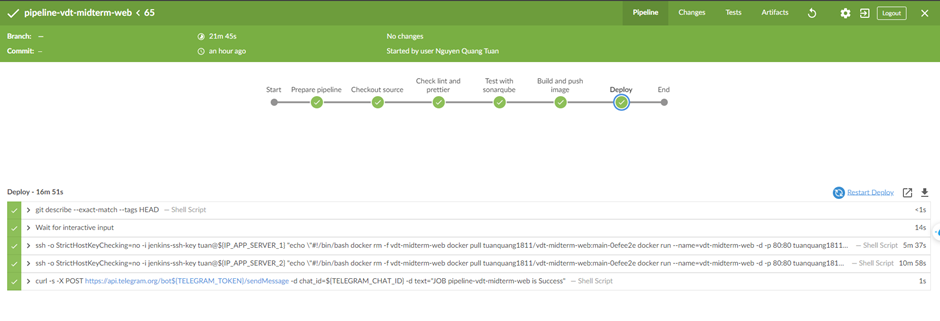 pipeline-vdt-midterm-web < 65
Pipeline Changes Tests Artifacts Logout
Branch: — 21m 45s No changes
Commit: – an hour ago Started by user Nguyen Quang Tuan
Start Prepare pipeline Checkout source Check lint and prettier Test with sonarqube Build and push image Deploy End
Deploy - 16m 51s Restart Deploy
git describe --exact-match --tags HEAD — Shell Script <1s
Wait for interactive input 14s
ssh -o StrictHostKeyChecking=no -i jenkins-ssh-key tuan@${IP_APP_SERVER_1} "echo \"#!/bin/bash docker rm -f vdt-midterm-web docker pull tuanquang1811/vdt-midterm-web:main-0efee2e docker run --name=vdt-midterm-web -d -p 80:80 tuanquang1811... — Shell Script 5m 37s
ssh -o StrictHostKeyChecking=no -i jenkins-ssh-key tuan@${IP_APP_SERVER_2} "echo \"#!/bin/bash docker rm -f vdt-midterm-web docker pull tuanquang1811/vdt-midterm-web:main-0efee2e docker run --name=vdt-midterm-web -d -p 80:80 tuanquang181... — Shell Script 10m 58s
curl -s -X POST https://api.telegram.org/bot${TELEGRAM_TOKEN}/sendMessage -d chat_id=${TELEGRAM_CHAT_ID} -d text="JOB pipeline-vdt-midterm-web is Success" — Shell Script 1s